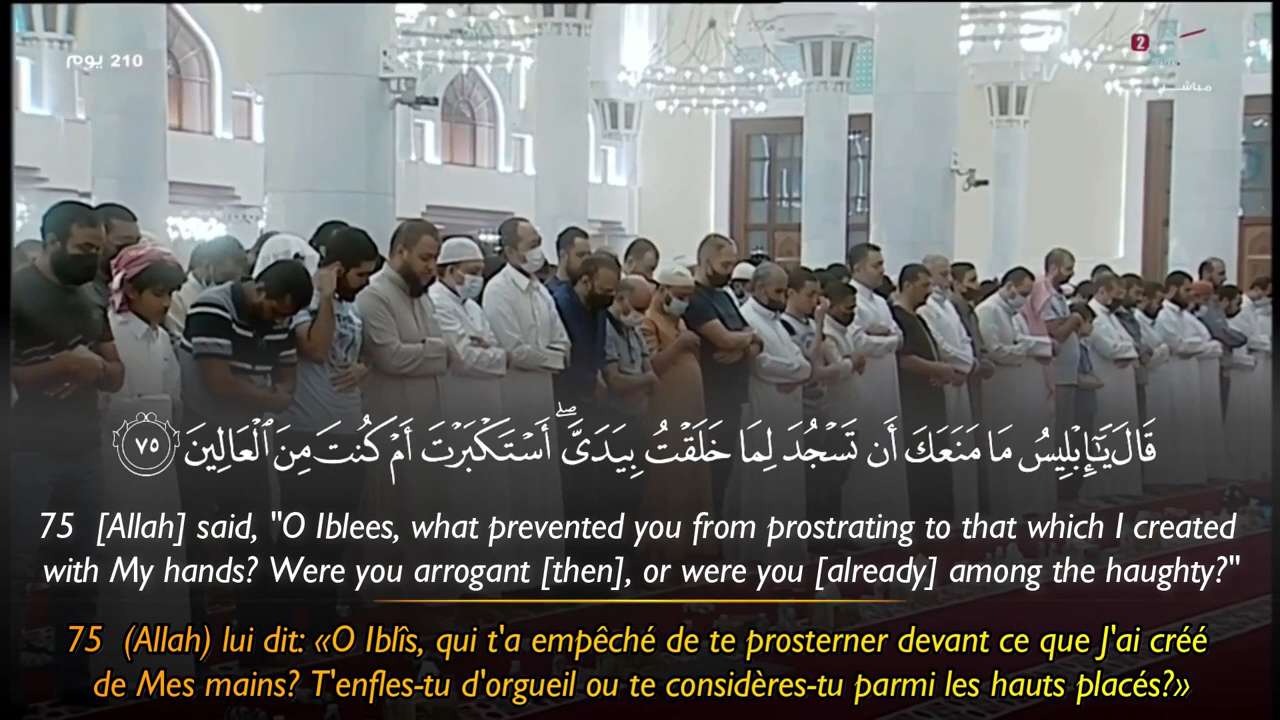 210 يوم
2
مباشر
قَالَ يَٰٓإِبۡلِيسُ مَا مَنَعَكَ أَن تَسۡجُدَ لِمَا خَلَقۡتُ بِيَدَيَّۖ أَسۡتَكۡبَرۡتَ أَمۡ كُنتَ مِنَ ٱلۡعَالِينَ ٧٥
75 [Allah] said, "O Iblees, what prevented you from prostrating to that which I created
with My hands? Were you arrogant [then], or were you [already] among the haughty?"
75 (Allah) lui dit: «O Iblîs, qui t'a empêché de te prosterner devant ce que J'ai créé
de Mes mains? T'enfles-tu d'orgueil ou te considères-tu parmi les hauts placés?»